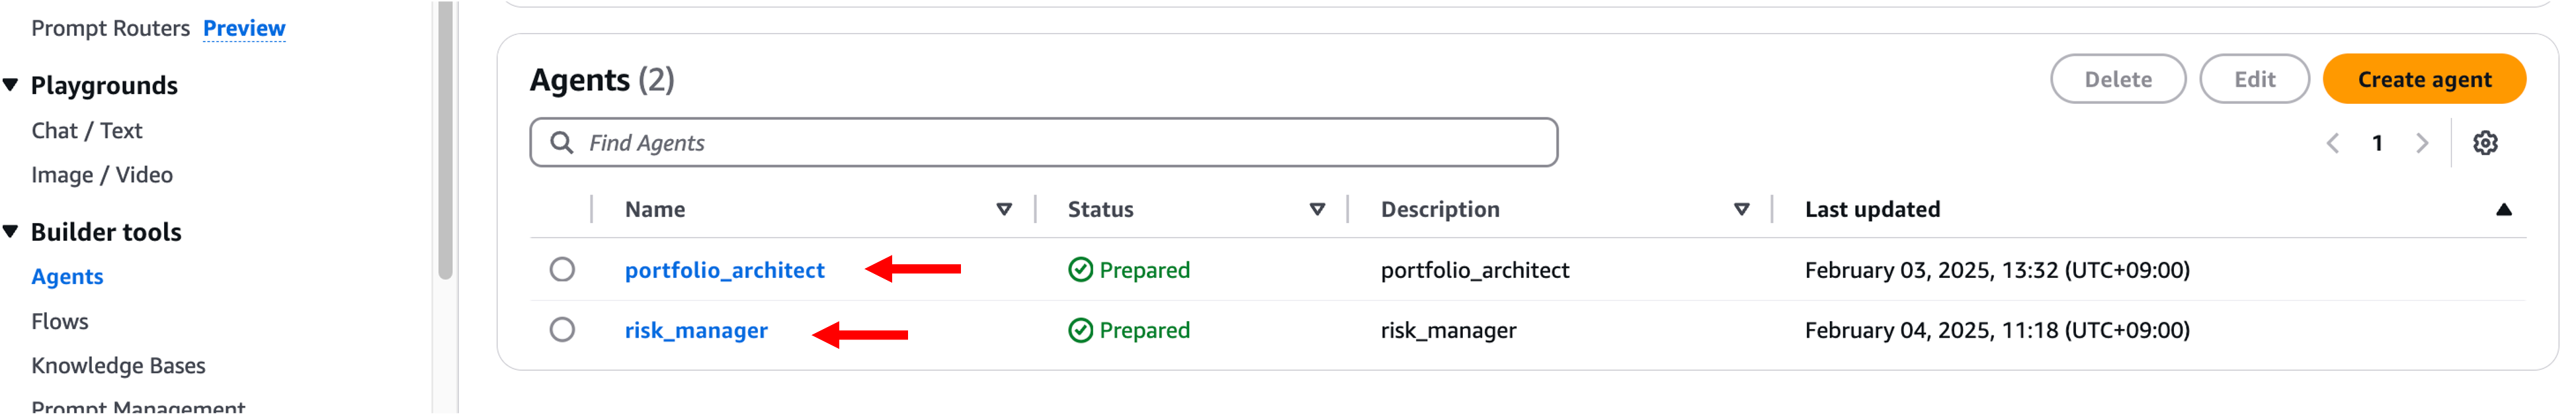 Prompt Routers Preview
Playgrounds
Chat / Text
Image / Video
Builder tools
Agents
Flows
Knowledge Bases
Prompt Management
Agents (2)
Delete
Edit
Create agent
Find Agents
1
Name Status Description Last updated
portfolio_architect Prepared portfolio_architect February 03, 2025, 13:32 (UTC+09:00)
risk_manager Prepared risk_manager February 04, 2025, 11:18 (UTC+09:00)